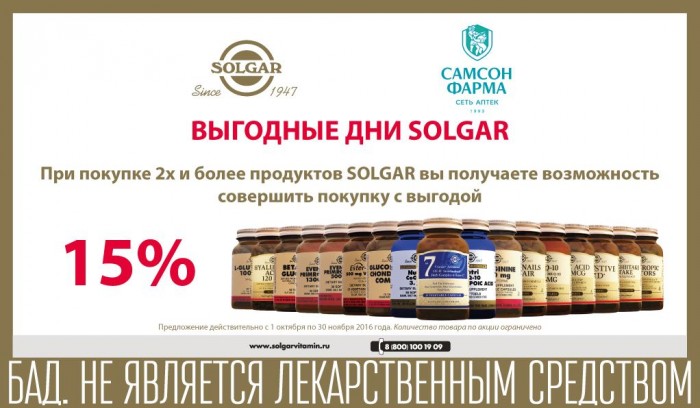 SOLGAR
Since 1947
САМСОН
ФАРМА
СЕТЬ АПТЕК
1993
ВЫГОДНЫЕ ДНИ SOLGAR
При покупке 2х и более продуктов SOLGAR вы получаете возможность
совершить покупку с выгодой
15%
7
Предложение действительно с 1 октября по 30 ноября 2016 года. Количество товара по акции ограничено
www.solgarvitamin.ru
8 (800) 100 19 09
БАД. НЕ ЯВЛЯЕТСЯ ЛЕКАРСТВЕННЫМ СРЕДСТВОМ